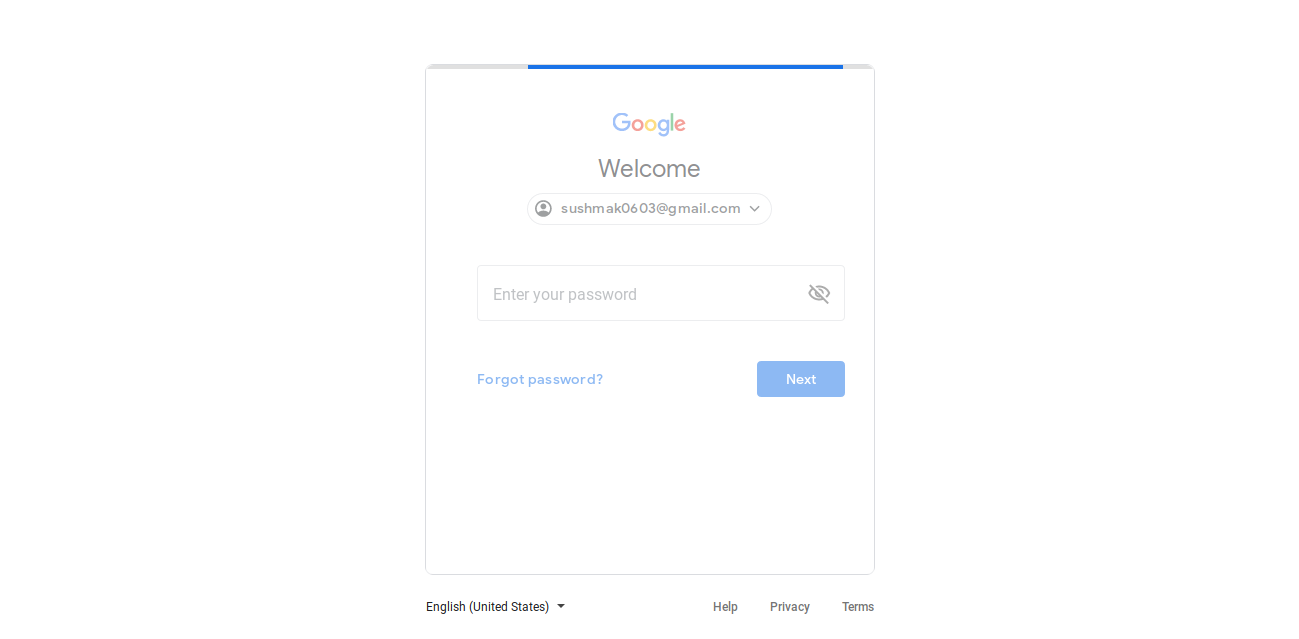 Google
Welcome
sushmak0603@gmail.com
Enter your password
Forgot password?
Next
English (United States)
Help
Privacy
Terms